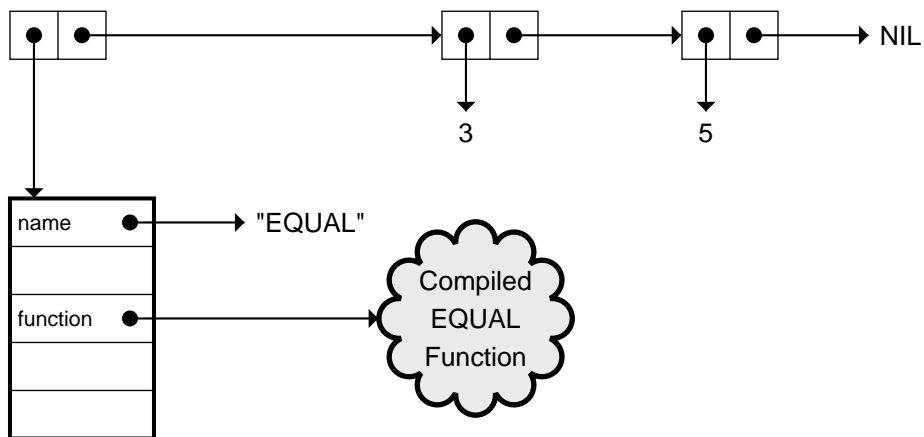 NIL
3
5
name
"EQUAL"
function
Compiled
EQUAL
Function